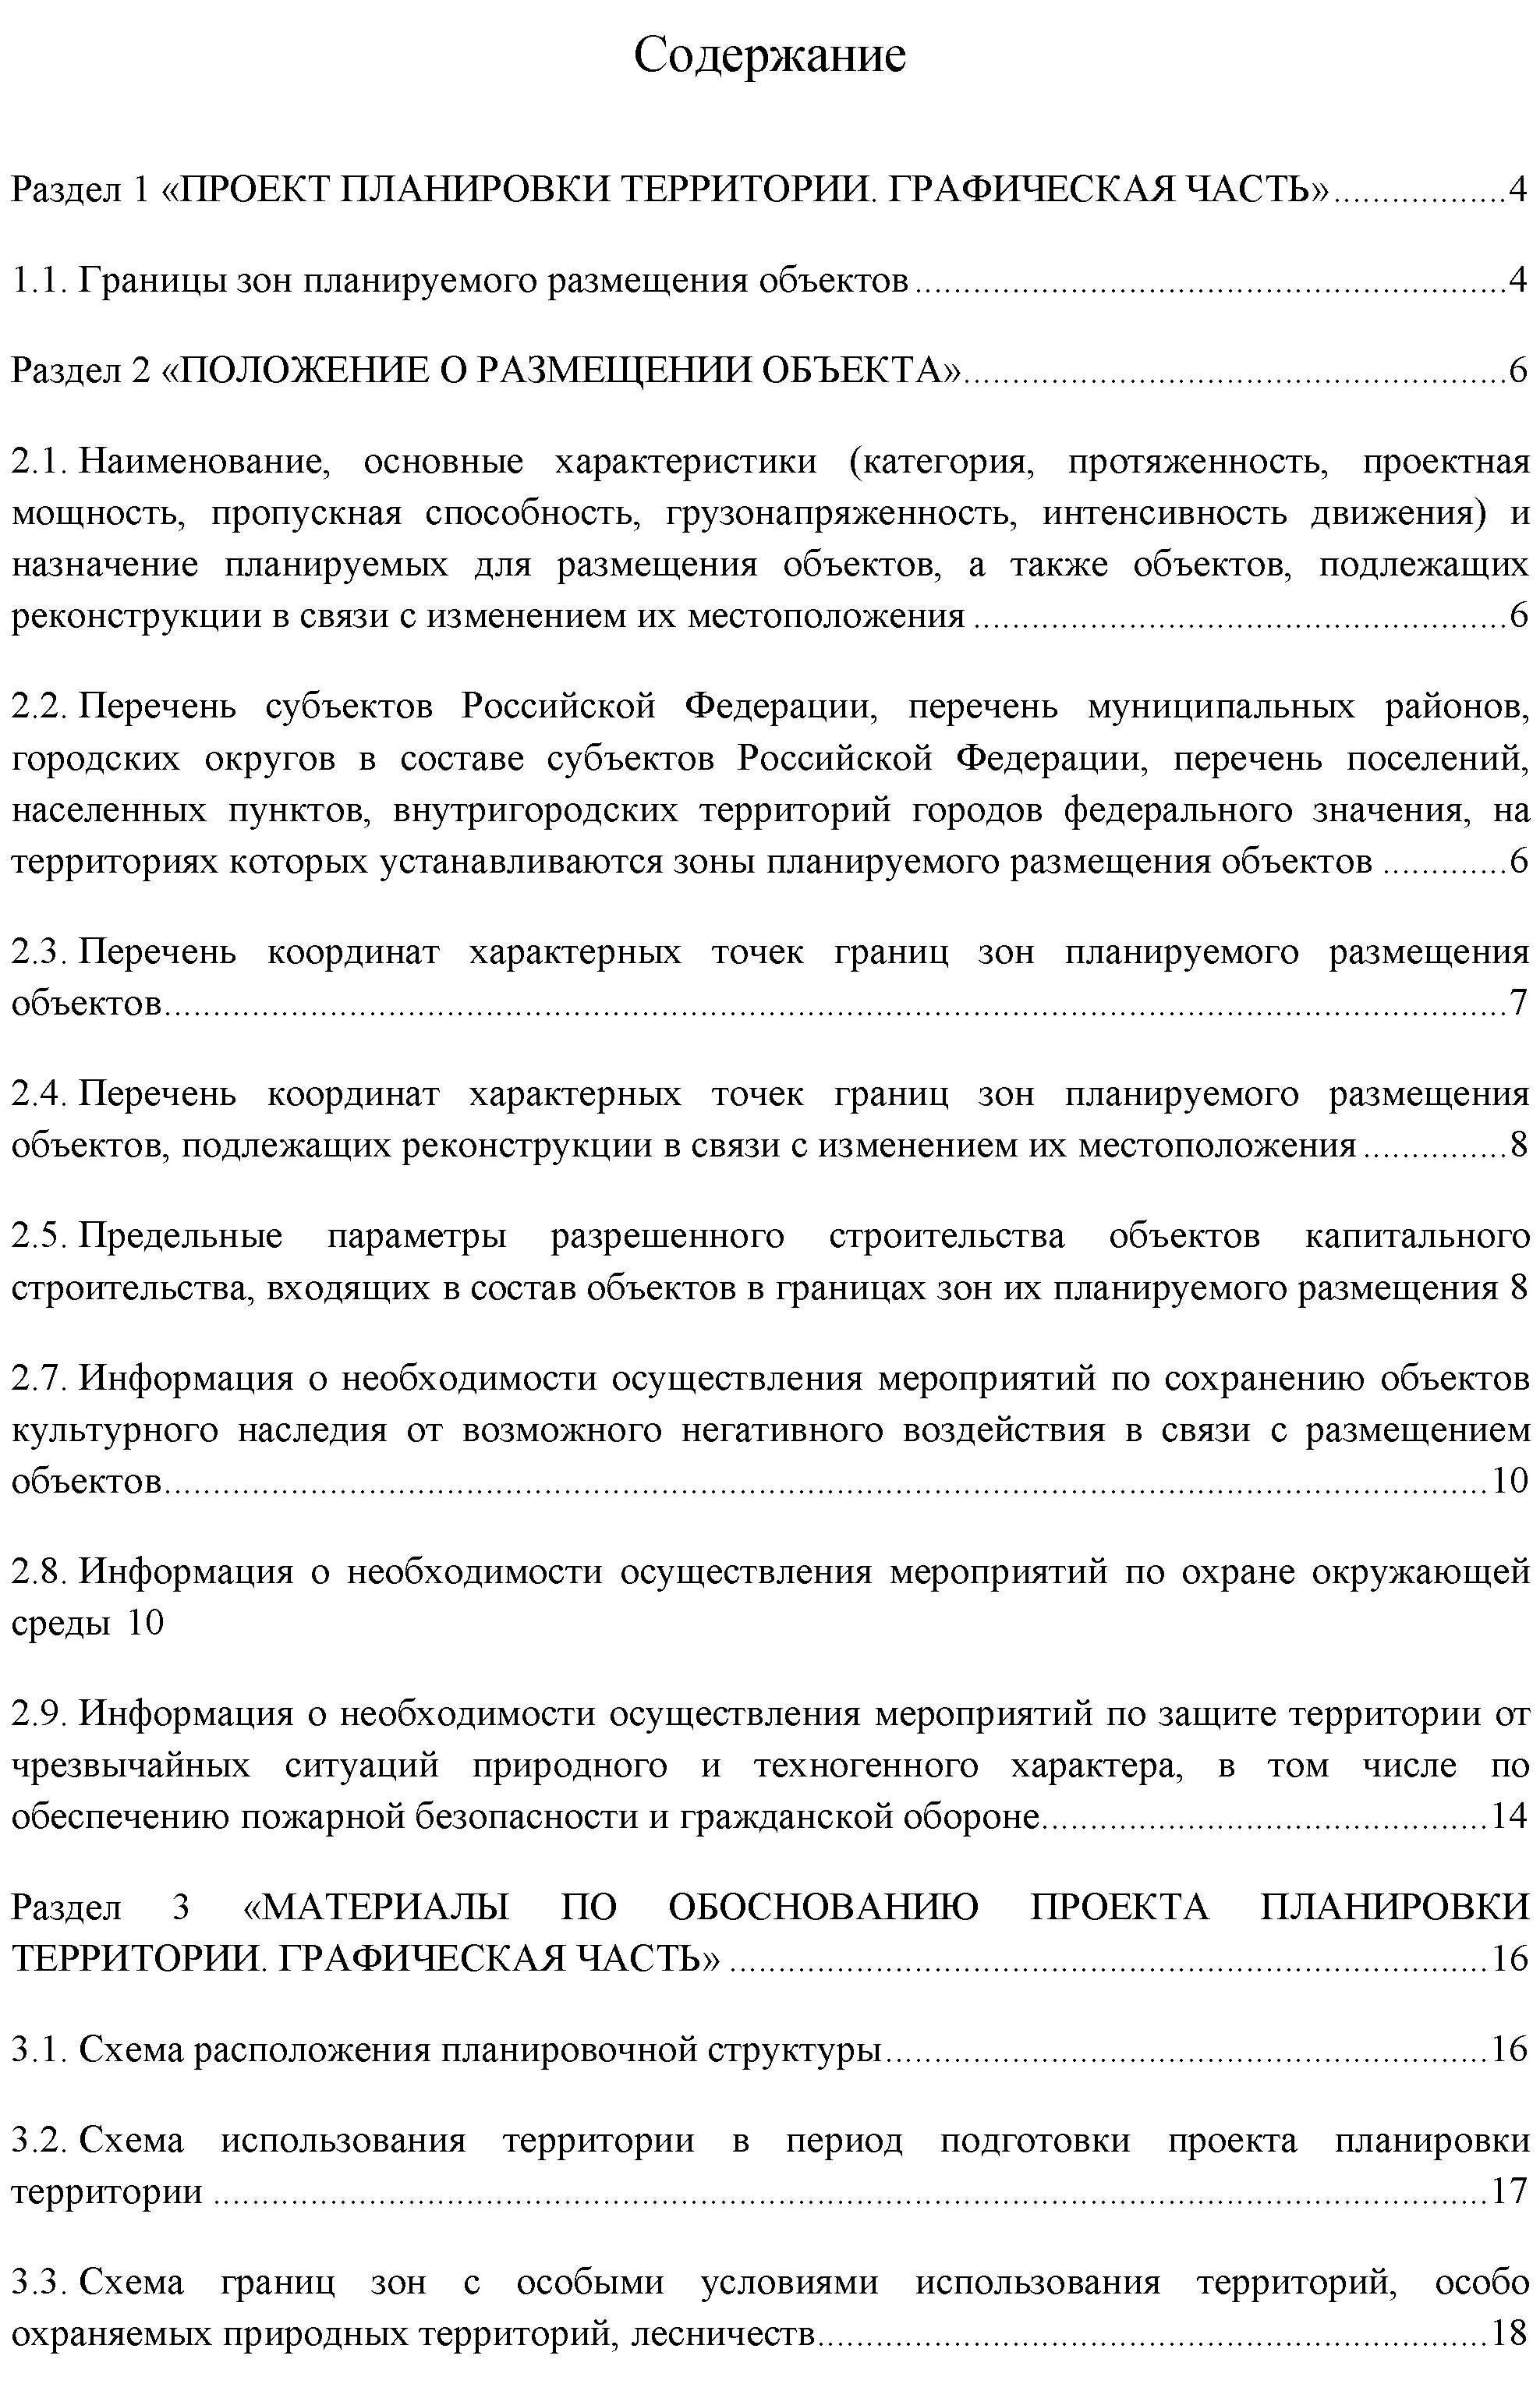 Содержание
Раздел 1 «ПРОЕКТ ПЛАНИРОВКИ ТЕРРИТОРИИ. ГРАФИЧЕСКАЯ ЧАСТЬ»..................4
1.1. Границы зон планируемого размещения объектов.............................................................4
Раздел 2 «ПОЛОЖЕНИЕ О РАЗМЕЩЕНИИ ОБЪЕКТА»........................................................6
2.1. Наименование, основные характеристики (категория, протяженность, проектная
мощность, пропускная способность, грузонапряженность, интенсивность движения) и
назначение планируемых для размещения объектов, а также объектов, подлежащих
реконструкции в связи с изменением их местоположения.......................................................6
2.2. Перечень субъектов Российской Федерации, перечень муниципальных районов,
городских округов в составе субъектов Российской Федерации, перечень поселений,
населенных пунктов, внутригородских территорий городов федерального значения, на
территориях которых устанавливаются зоны планируемого размещения объектов.............6
2.3. Перечень координат характерных точек границ зон планируемого размещения
объектов..........................................................................................................................................7
2.4. Перечень координат характерных точек границ зон планируемого размещения
объектов, подлежащих реконструкции в связи с изменением их местоположения...............8
2.5. Предельные параметры разрешенного строительства объектов капитального
строительства, входящих в состав объектов в границах зон их планируемого размещения 8
2.7. Информация о необходимости осуществления мероприятий по сохранению объектов
культурного наследия от возможного негативного воздействия в связи с размещением
объектов........................................................................................................................................10
2.8. Информация о необходимости осуществления мероприятий по охране окружающей
среды 10
2.9. Информация о необходимости осуществления мероприятий по защите территории от
чрезвычайных ситуаций природного и техногенного характера, в том числе по
обеспечению пожарной безопасности и гражданской обороне..............................................14
Раздел 3 «МАТЕРИАЛЫ ПО ОБОСНОВАНИЮ ПРОЕКТА ПЛАНИРОВКИ
ТЕРРИТОРИИ. ГРАФИЧЕСКАЯ ЧАСТЬ»..............................................................................16
3.1. Схема расположения планировочной структуры..............................................................16
3.2. Схема использования территории в период подготовки проекта планировки
территории...................................................................................................................................17
3.3. Схема границ зон с особыми условиями использования территорий, особо
охраняемых природных территорий, лесничеств.....................................................................18